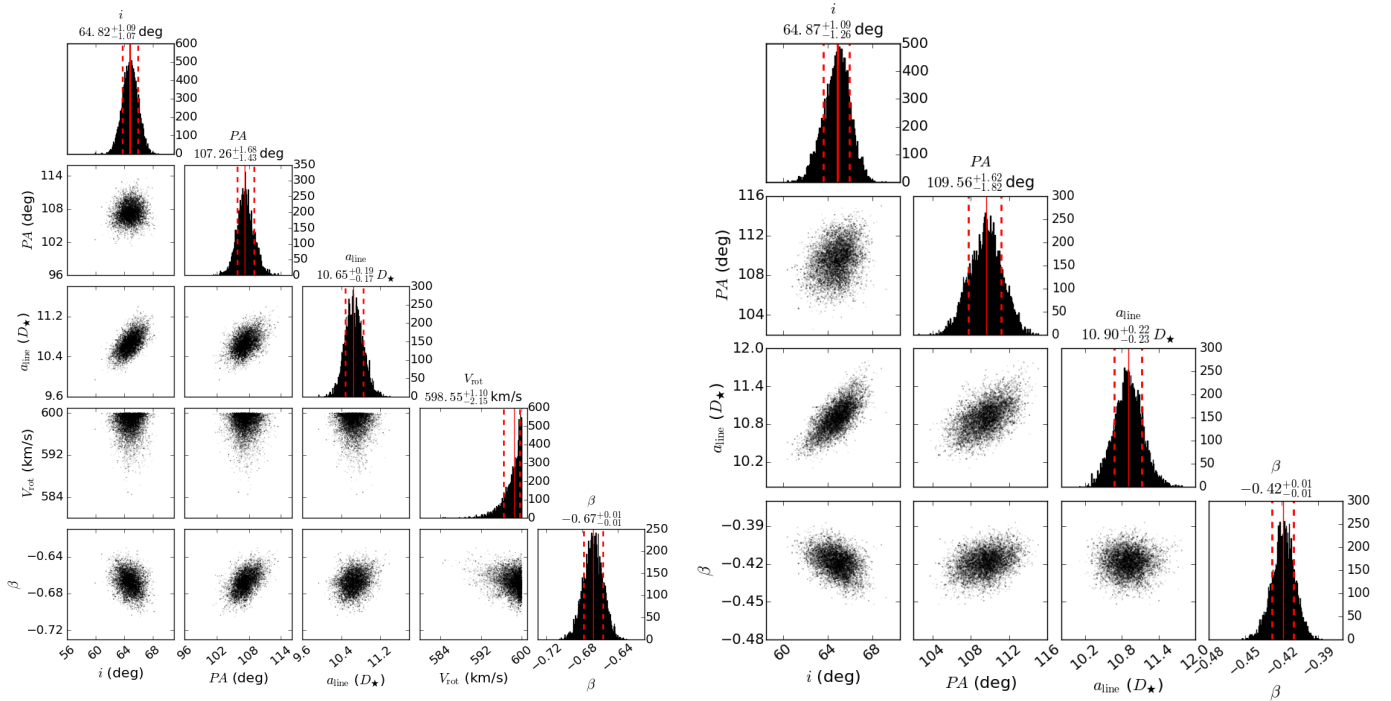 i
64.82 +1.09 −1.07 deg
600
500
400
300
200
100
0
PA
107.26 +1.68 −1.43 deg
350
300
250
200
150
100
50
0
PA (deg)
114
108
102
96
a_line
10.65 +0.19 −0.17 D★
300
250
200
150
100
50
0
a_line (D★)
11.2
10.4
9.6
V_rot
598.55 +1.10 −2.15 km/s
600
500
400
300
200
100
0
V_rot (km/s)
600
592
584
β
−0.67 +0.01 −0.01
250
200
150
100
50
0
β
−0.64
−0.68
−0.72
56 60 64 68
i (deg)
96 102 108 114
PA (deg)
9.6 10.4 11.2
a_line (D★)
584 592 600
V_rot (km/s)
−0.72 −0.68 −0.64
β
i
64.87 +1.09 −1.26 deg
500
400
300
200
100
0
PA
109.56 +1.62 −1.82 deg
300
250
200
150
100
50
0
PA (deg)
116
112
108
104
a_line
10.90 +0.22 −0.23 D★
300
250
200
150
100
50
0
a_line (D★)
12.0
11.4
10.8
10.2
β
−0.42 +0.01 −0.01
300
250
200
150
100
50
0
β
−0.39
−0.42
−0.45
−0.48
60 64 68
i (deg)
104 108 112 116
PA (deg)
10.2 10.8 11.4 12.0
a_line (D★)
−0.48 −0.45 −0.42 −0.39
β